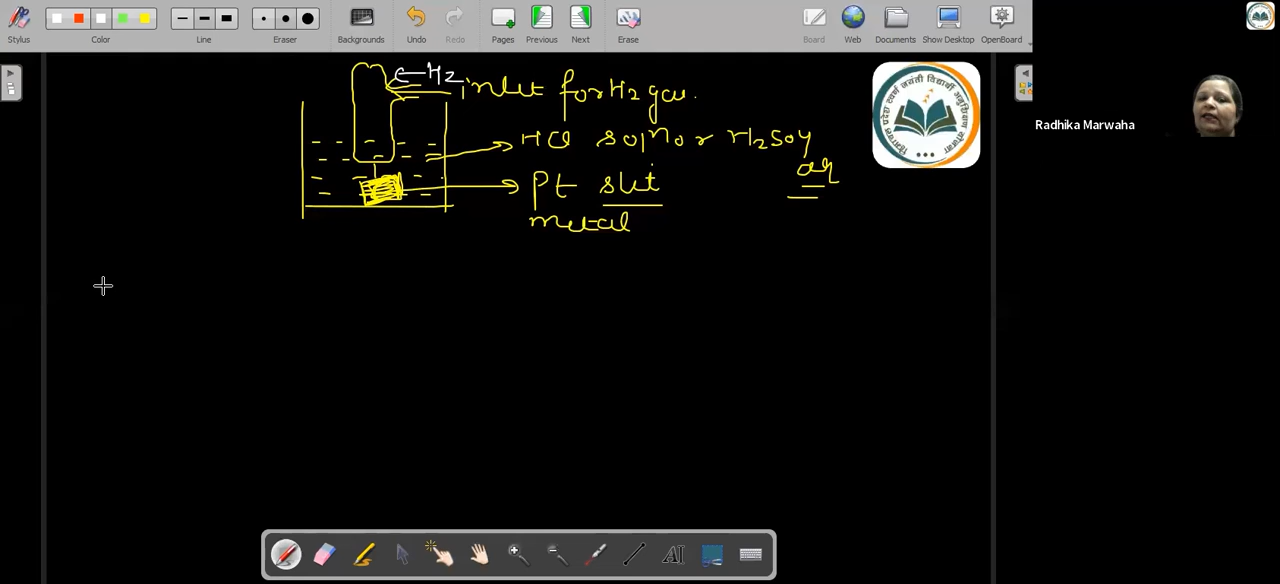 Stylus
Color
Line
Eraser
Backgrounds
Undo
Redo
Pages
Previous
Next
Erase
Board
Web
Documents
Show Desktop
OpenBoard
Radhika Marwaha
← H2
inlet for H2 gas.
HCl soln or H2SO4
aq
Pt slit
metal